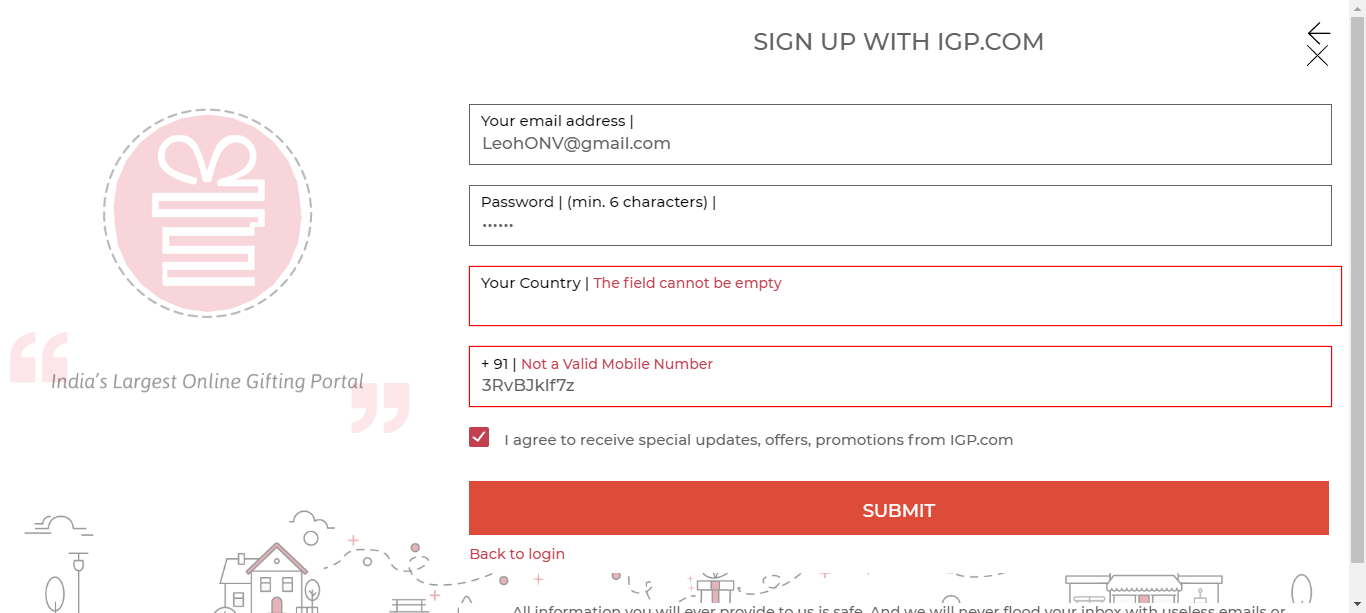 SIGN UP WITH IGP.COM
Your email address |
LeohONV@gmail.com
Password | (min. 6 characters) |
••••••
Your Country | The field cannot be empty
+ 91 | Not a Valid Mobile Number
3RvBJklf7z
I agree to receive special updates, offers, promotions from IGP.com
SUBMIT
Back to login
India's Largest Online Gifting Portal
All information you will ever provide to us is safe. And we will never flood your inbox with useless emails or